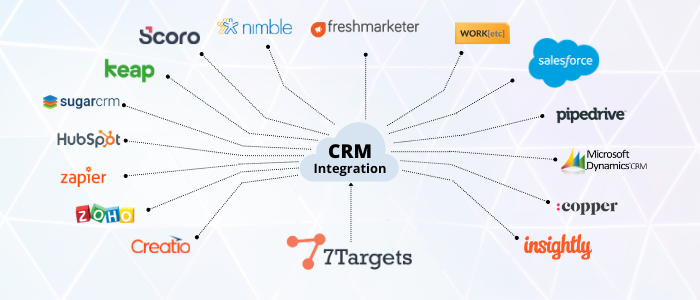 Scoro
nimble
freshmarketer
WORK[etc]
keap
salesforce
sugarcrm
pipedrive
HubSpot
CRM
Integration
Microsoft
Dynamics CRM
zapier
ZOHO
:copper
Creatio
insightly
7Targets